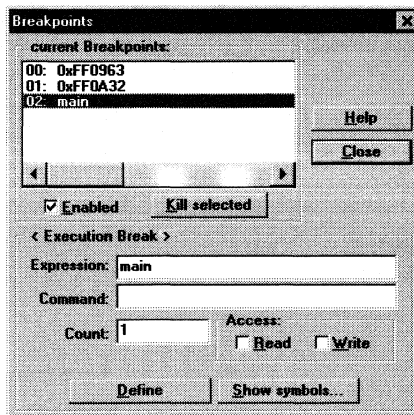 Breakpoints
current Breakpoints:
00: 0xFF0963
01: 0xFF0A32
02: main
Help
Close
Enabled
Kill selected
< Execution Break >
Expression: main
Command:
Count: 1
Access:
Read
Write
Define
Show symbols...